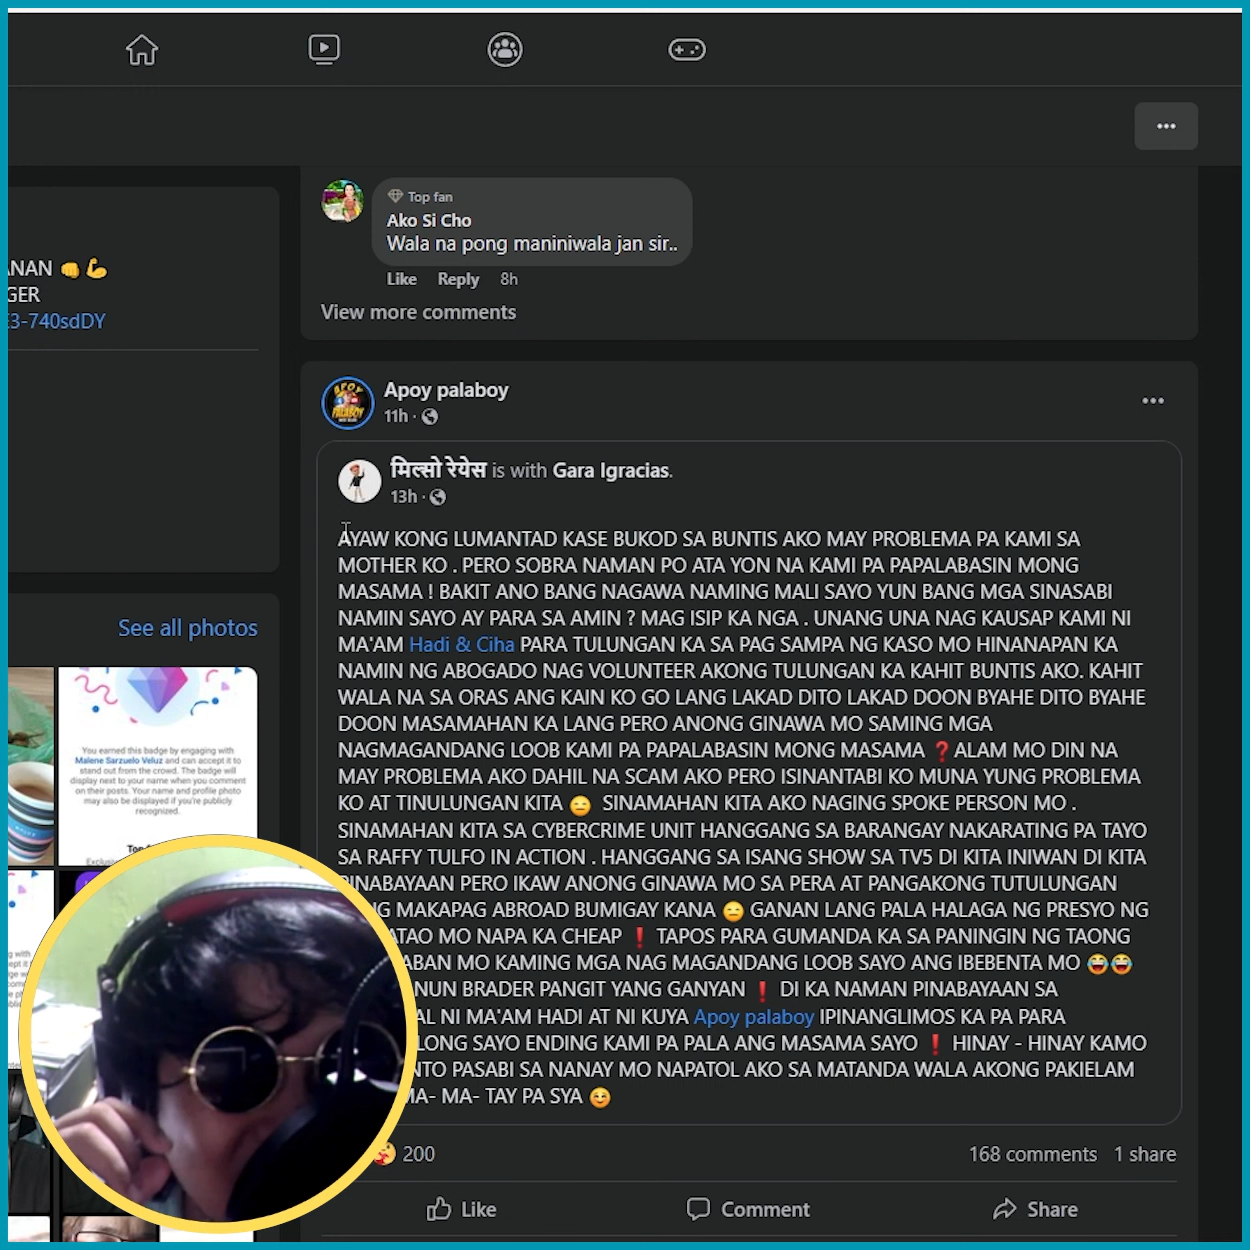 Top fan
Ako Si Cho
Wala na pong maniniwala jan sir..
Like Reply 8h
View more comments
ANAN 👊💪
GER
E3-740sdDY
See all photos
You earned this badge by engaging with
Malene Sarzuelo Veluz and can accept it to
stand out from the crowd. The badge will
display next to your name when you comment
on their posts. Your name and profile photo
may also be displayed if you're publicly
recognized.
Apoy palaboy
11h ·
मिल्सो रेयेस is with Gara Igracias.
13h ·
AYAW KONG LUMANTAD KASE BUKOD SA BUNTIS AKO MAY PROBLEMA PA KAMI SA
MOTHER KO . PERO SOBRA NAMAN PO ATA YON NA KAMI PA PAPALABASIN MONG
MASAMA ! BAKIT ANO BANG NAGAWA NAMING MALI SAYO YUN BANG MGA SINASABI
NAMIN SAYO AY PARA SA AMIN ? MAG ISIP KA NGA . UNANG UNA NAG KAUSAP KAMI NI
MA'AM Hadi & Ciha PARA TULUNGAN KA SA PAG SAMPA NG KASO MO HINANAPAN KA
NAMIN NG ABOGADO NAG VOLUNTEER AKONG TULUNGAN KA KAHIT BUNTIS AKO. KAHIT
WALA NA SA ORAS ANG KAIN KO GO LANG LAKAD DITO LAKAD DOON BYAHE DITO BYAHE
DOON MASAMAHAN KA LANG PERO ANONG GINAWA MO SAMING MGA
NAGMAGANDANG LOOB KAMI PA PAPALABASIN MONG MASAMA ❓ALAM MO DIN NA
MAY PROBLEMA AKO DAHIL NA SCAM AKO PERO ISINANTABI KO MUNA YUNG PROBLEMA
KO AT TINULUNGAN KITA 😑 SINAMAHAN KITA AKO NAGING SPOKE PERSON MO .
SINAMAHAN KITA SA CYBERCRIME UNIT HANGGANG SA BARANGAY NAKARATING PA TAYO
SA RAFFY TULFO IN ACTION . HANGGANG SA ISANG SHOW SA TV5 DI KITA INIWAN DI KITA
PINABAYAAN PERO IKAW ANONG GINAWA MO SA PERA AT PANGAKONG TUTULUNGAN
NG MAKAPAG ABROAD BUMIGAY KANA 😑 GANAN LANG PALA HALAGA NG PRESYO NG
ATAO MO NAPA KA CHEAP ❗ TAPOS PARA GUMANDA KA SA PANINGIN NG TAONG
ABAN MO KAMING MGA NAG MAGANDANG LOOB SAYO ANG IBEBENTA MO 😂😂
NUN BRADER PANGIT YANG GANYAN ❗ DI KA NAMAN PINABAYAAN SA
AL NI MA'AM HADI AT NI KUYA Apoy palaboy IPINANGLIMOS KA PA PARA
LONG SAYO ENDING KAMI PA PALA ANG MASAMA SAYO ❗ HINAY - HINAY KAMO
NTO PASABI SA NANAY MO NAPATOL AKO SA MATANDA WALA AKONG PAKIELAM
MA- MA- TAY PA SYA ☺
200
168 comments 1 share
Like Comment Share